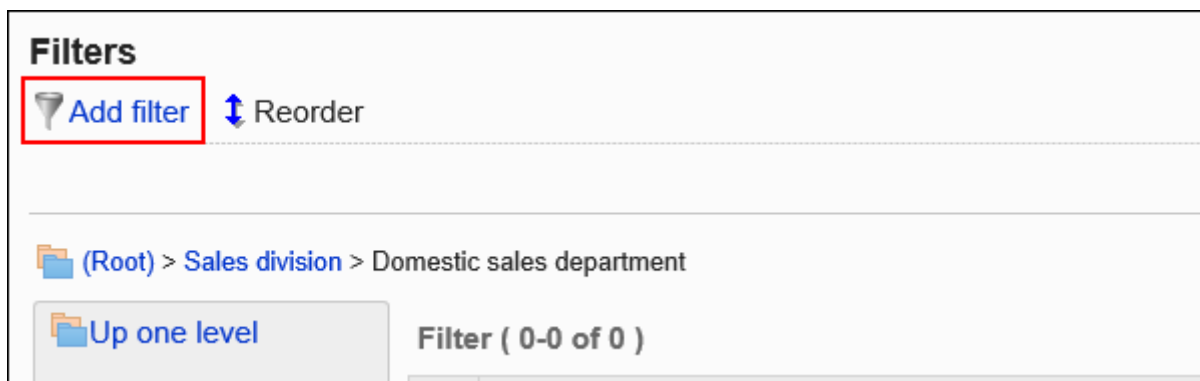 Filters
Add filter Reorder
(Root) > Sales division > Domestic sales department
Up one level
Filter ( 0-0 of 0 )